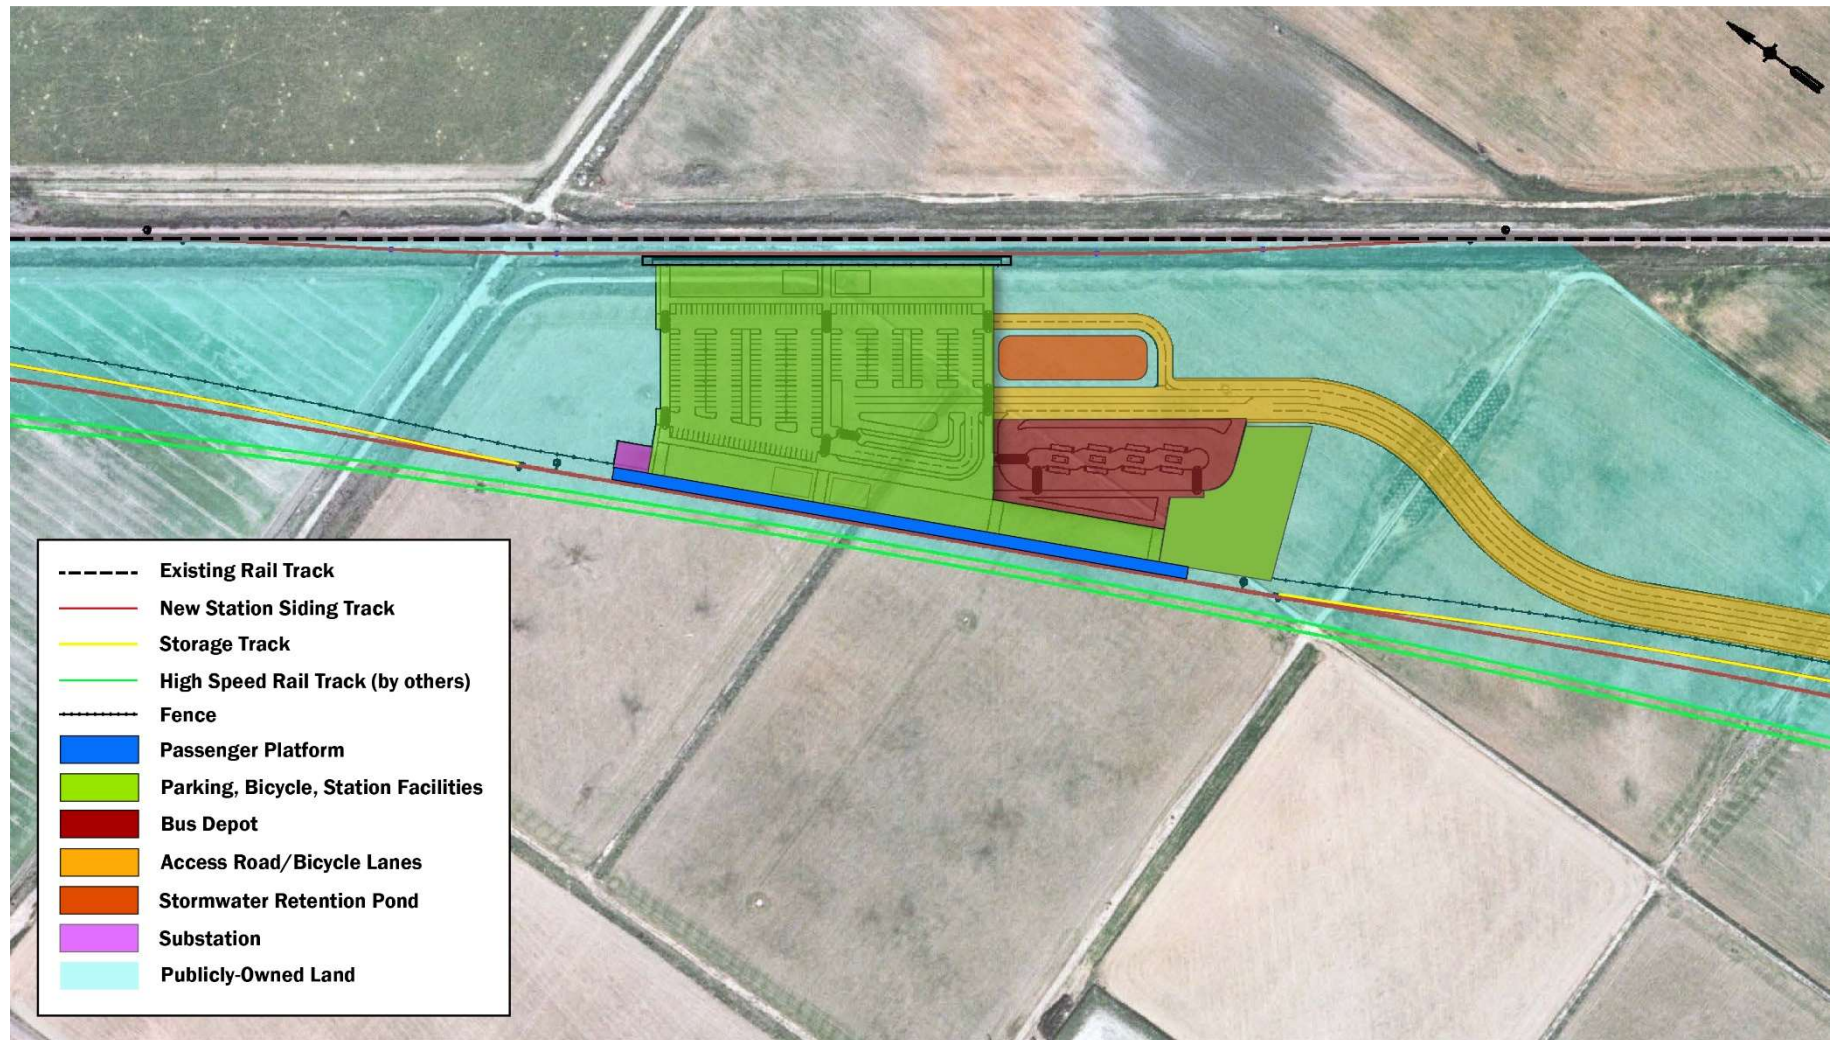 Existing Rail Track
New Station Siding Track
Storage Track
High Speed Rail Track (by others)
Fence
Passenger Platform
Parking, Bicycle, Station Facilities
Bus Depot
Access Road/Bicycle Lanes
Stormwater Retention Pond
Substation
Publicly-Owned Land